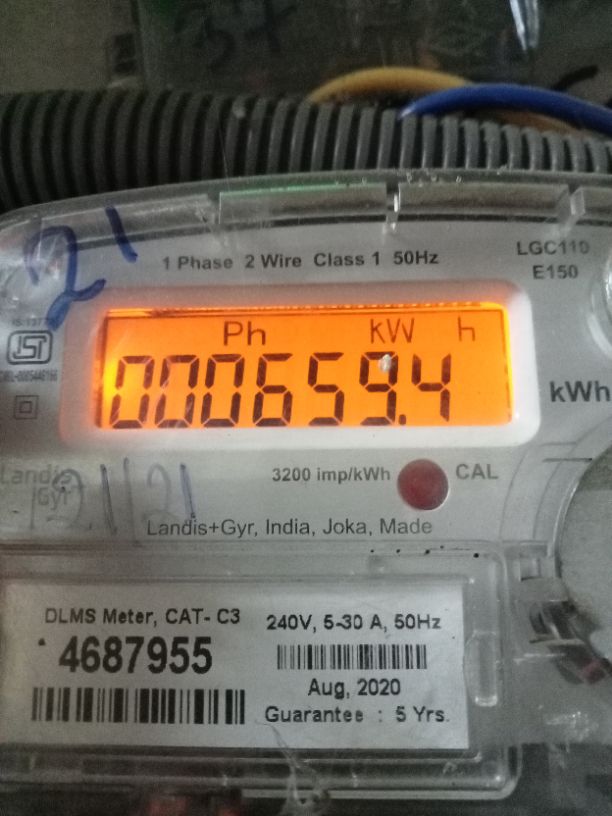 21
1 Phase 2 Wire Class 1 50Hz
LGC110
E150
Ph kW h
000659.4
kWh
Landis
Gyr
3200 imp/kWh CAL
Landis+Gyr, India, Joka, Made
DLMS Meter, CAT- C3
4687955
240V, 5-30 A, 50Hz
Aug, 2020
Guarantee : 5 Yrs.